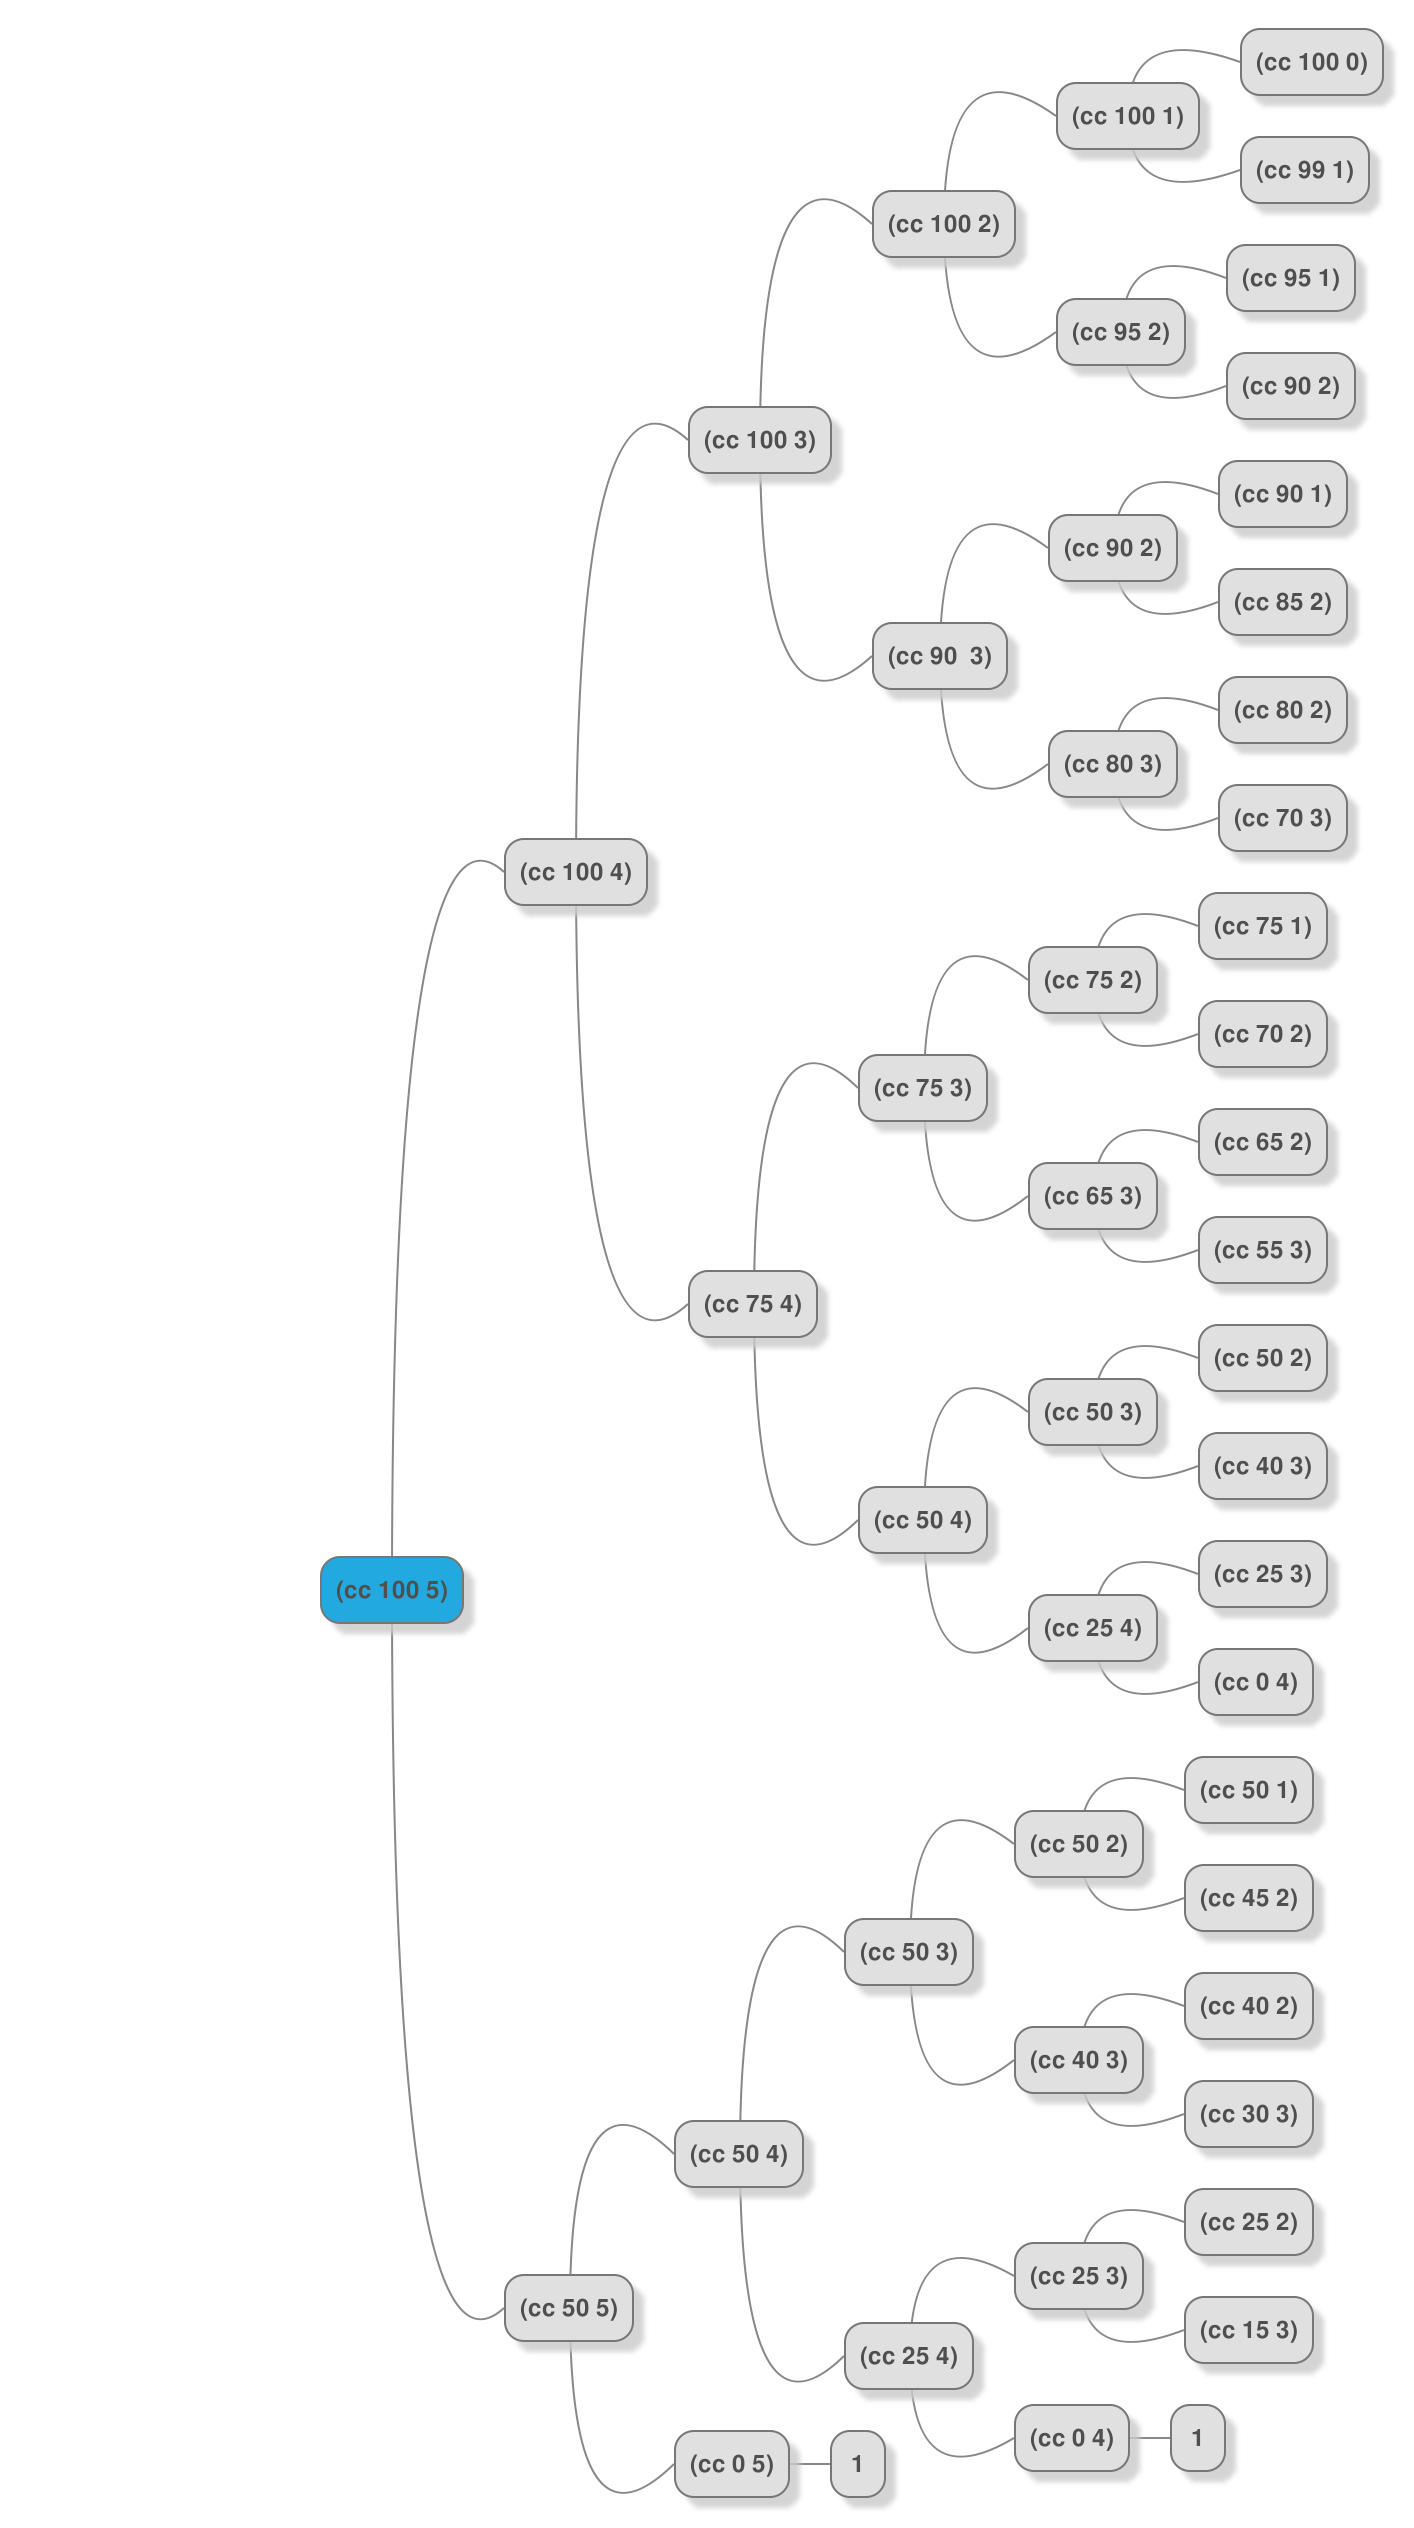 (cc 100 0)
(cc 100 1)
(cc 99 1)
(cc 100 2)
(cc 95 1)
(cc 95 2)
(cc 90 2)
(cc 100 3)
(cc 90 1)
(cc 90 2)
(cc 85 2)
(cc 90  3)
(cc 80 2)
(cc 80 3)
(cc 70 3)
(cc 100 4)
(cc 75 1)
(cc 75 2)
(cc 70 2)
(cc 75 3)
(cc 65 2)
(cc 65 3)
(cc 55 3)
(cc 75 4)
(cc 50 2)
(cc 50 3)
(cc 40 3)
(cc 50 4)
(cc 25 3)
(cc 100 5)
(cc 25 4)
(cc 0 4)
(cc 50 1)
(cc 50 2)
(cc 45 2)
(cc 50 3)
(cc 40 2)
(cc 40 3)
(cc 30 3)
(cc 50 4)
(cc 25 2)
(cc 25 3)
(cc 50 5)
(cc 15 3)
(cc 25 4)
(cc 0 4)
1
(cc 0 5)
1